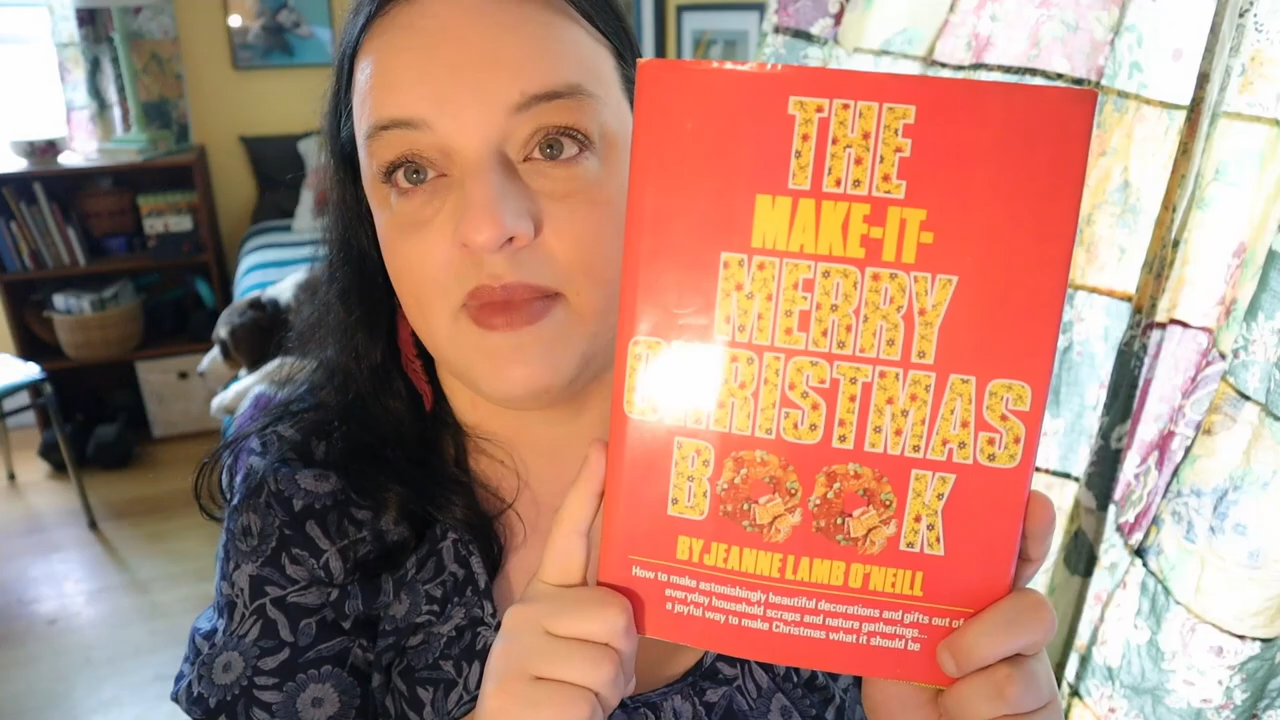 THE
MAKE-IT-
MERRY
CHRISTMAS
BOOK
BY JEANNE LAMB O'NEILL
How to make astonishingly beautiful decorations and gifts out of
everyday household scraps and nature gatherings...
a joyful way to make Christmas what it should be